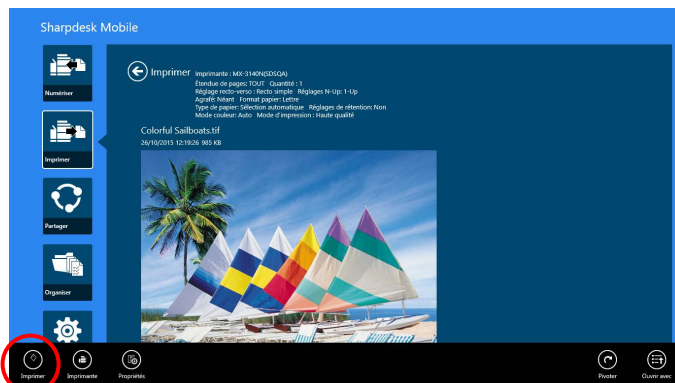 Sharpdesk Mobile
Numériser
Imprimer
Partager
Organiser
Imprimer Imprimante : MX-3140N(SDSQA)
Étendue de pages: TOUT Quantité : 1
Réglage recto-verso : Recto simple Réglages N-Up: 1-Up
Agrafé: Néant Format papier: Lettre
Type de papier: Sélection automatique Réglages de rétention: Non
Mode couleur: Auto Mode d'impression : Haute qualité
Colorful Sailboats.tif
26/10/2015 12:19:26 985 KB
Imprimer
Imprimante
Propriétés
Pivoter
Ouvrir avec